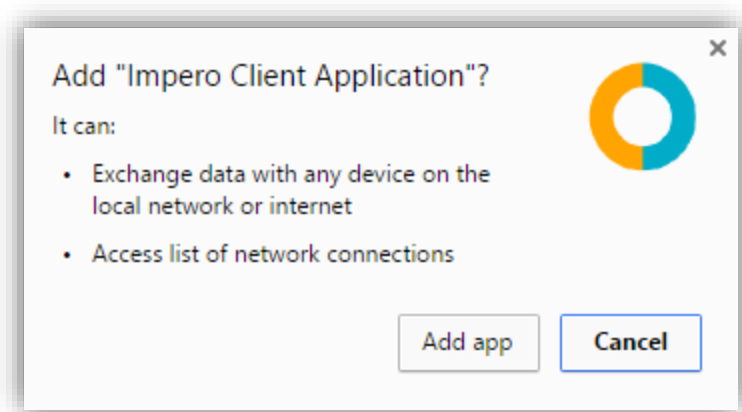 Add "Impero Client Application"?
It can:
• Exchange data with any device on the
local network or internet
• Access list of network connections
Add app
Cancel